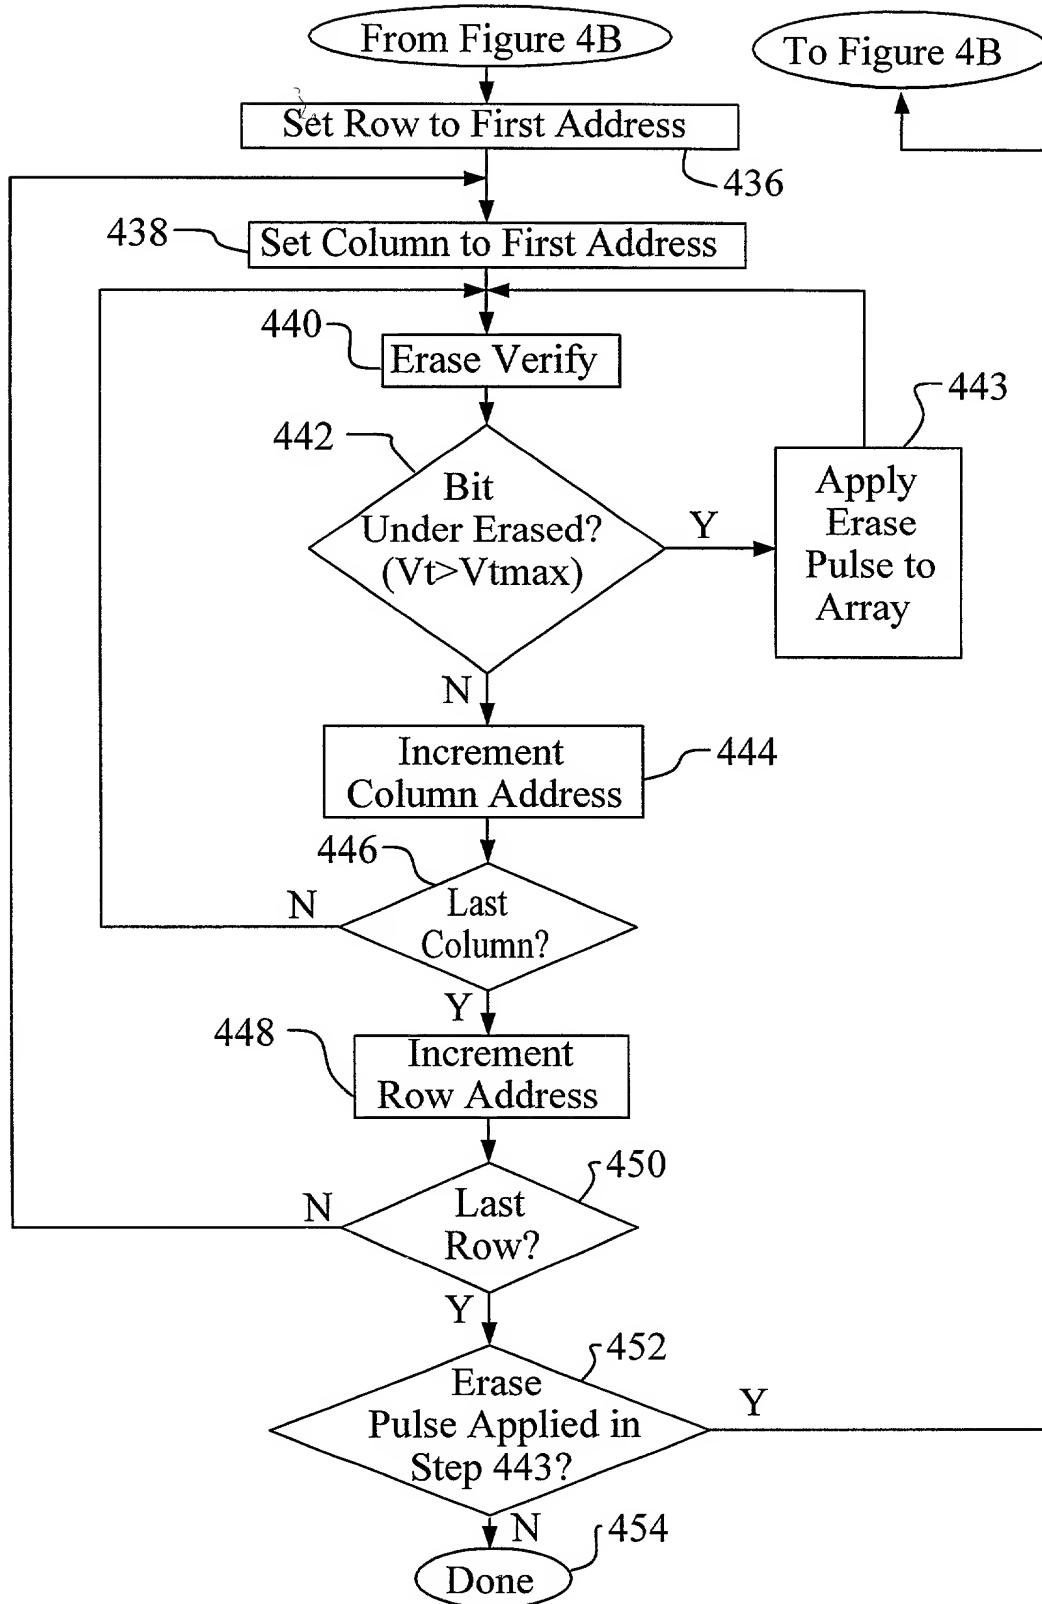 From Figure 4B
To Figure 4B
Set Row to First Address
436
438
Set Column to First Address
440
Erase Verify
443
442
Bit
Under Erased?
(Vt>Vtmax)
Y
Apply
Erase
Pulse to
Array
N
Increment
Column Address
444
446
N
Last
Column?
Y
448
Increment
Row Address
450
N
Last
Row?
Y
452
Erase
Pulse Applied in
Step 443?
Y
N
454
Done